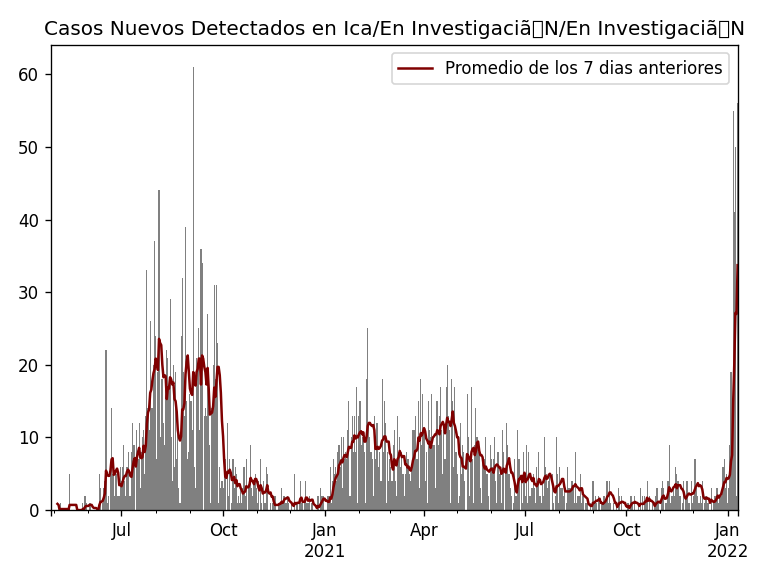 Casos Nuevos Detectados en Ica/En Investigaciã▯N/En Investigaciã▯N
Promedio de los 7 dias anteriores
60
50
40
30
20
10
0
Jul
Oct
Jan
2021
Apr
Jul
Oct
Jan
2022